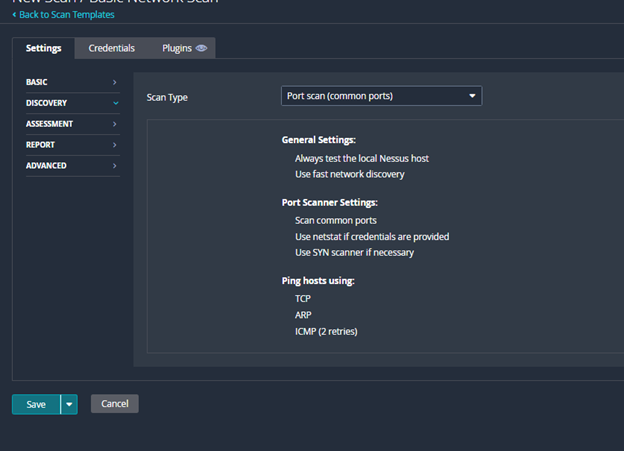 New Scan / Basic Network Scan
< Back to Scan Templates
Settings Credentials Plugins
BASIC
DISCOVERY
ASSESSMENT
REPORT
ADVANCED
Scan Type Port scan (common ports)
General Settings:
Always test the local Nessus host
Use fast network discovery
Port Scanner Settings:
Scan common ports
Use netstat if credentials are provided
Use SYN scanner if necessary
Ping hosts using:
TCP
ARP
ICMP (2 retries)
Save Cancel